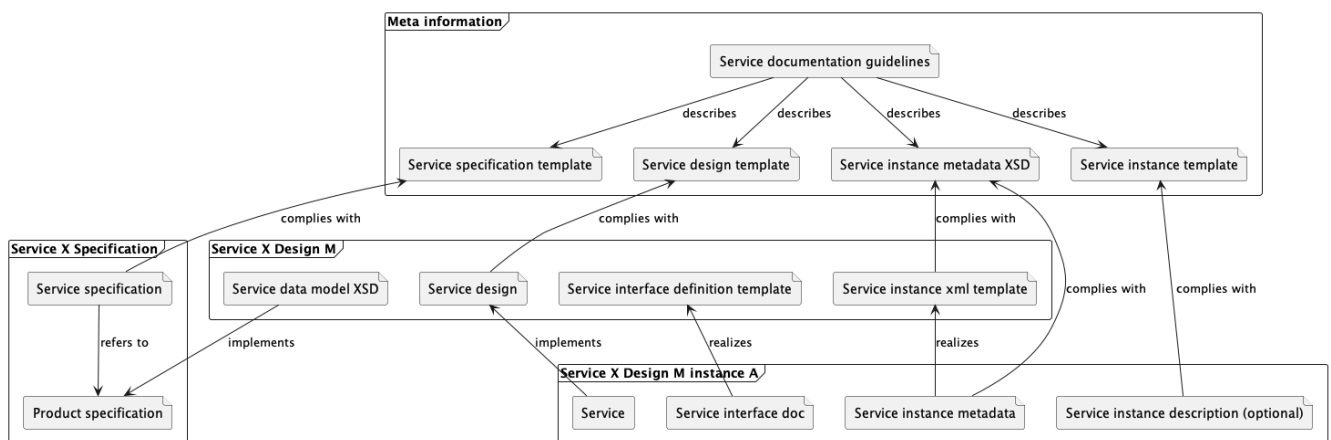 Meta information
Service documentation guidelines
describes
describes
describes
describes
Service specification template
Service design template
Service instance metadata XSD
Service instance template
complies with
complies with
complies with
Service X Specification
Service X Design M
Service specification
Service data model XSD
Service design
Service interface definition template
Service instance xml template
complies with
complies with
refers to
implements
implements
realizes
realizes
Service X Design M instance A
Product specification
Service
Service interface doc
Service instance metadata
Service instance description (optional)